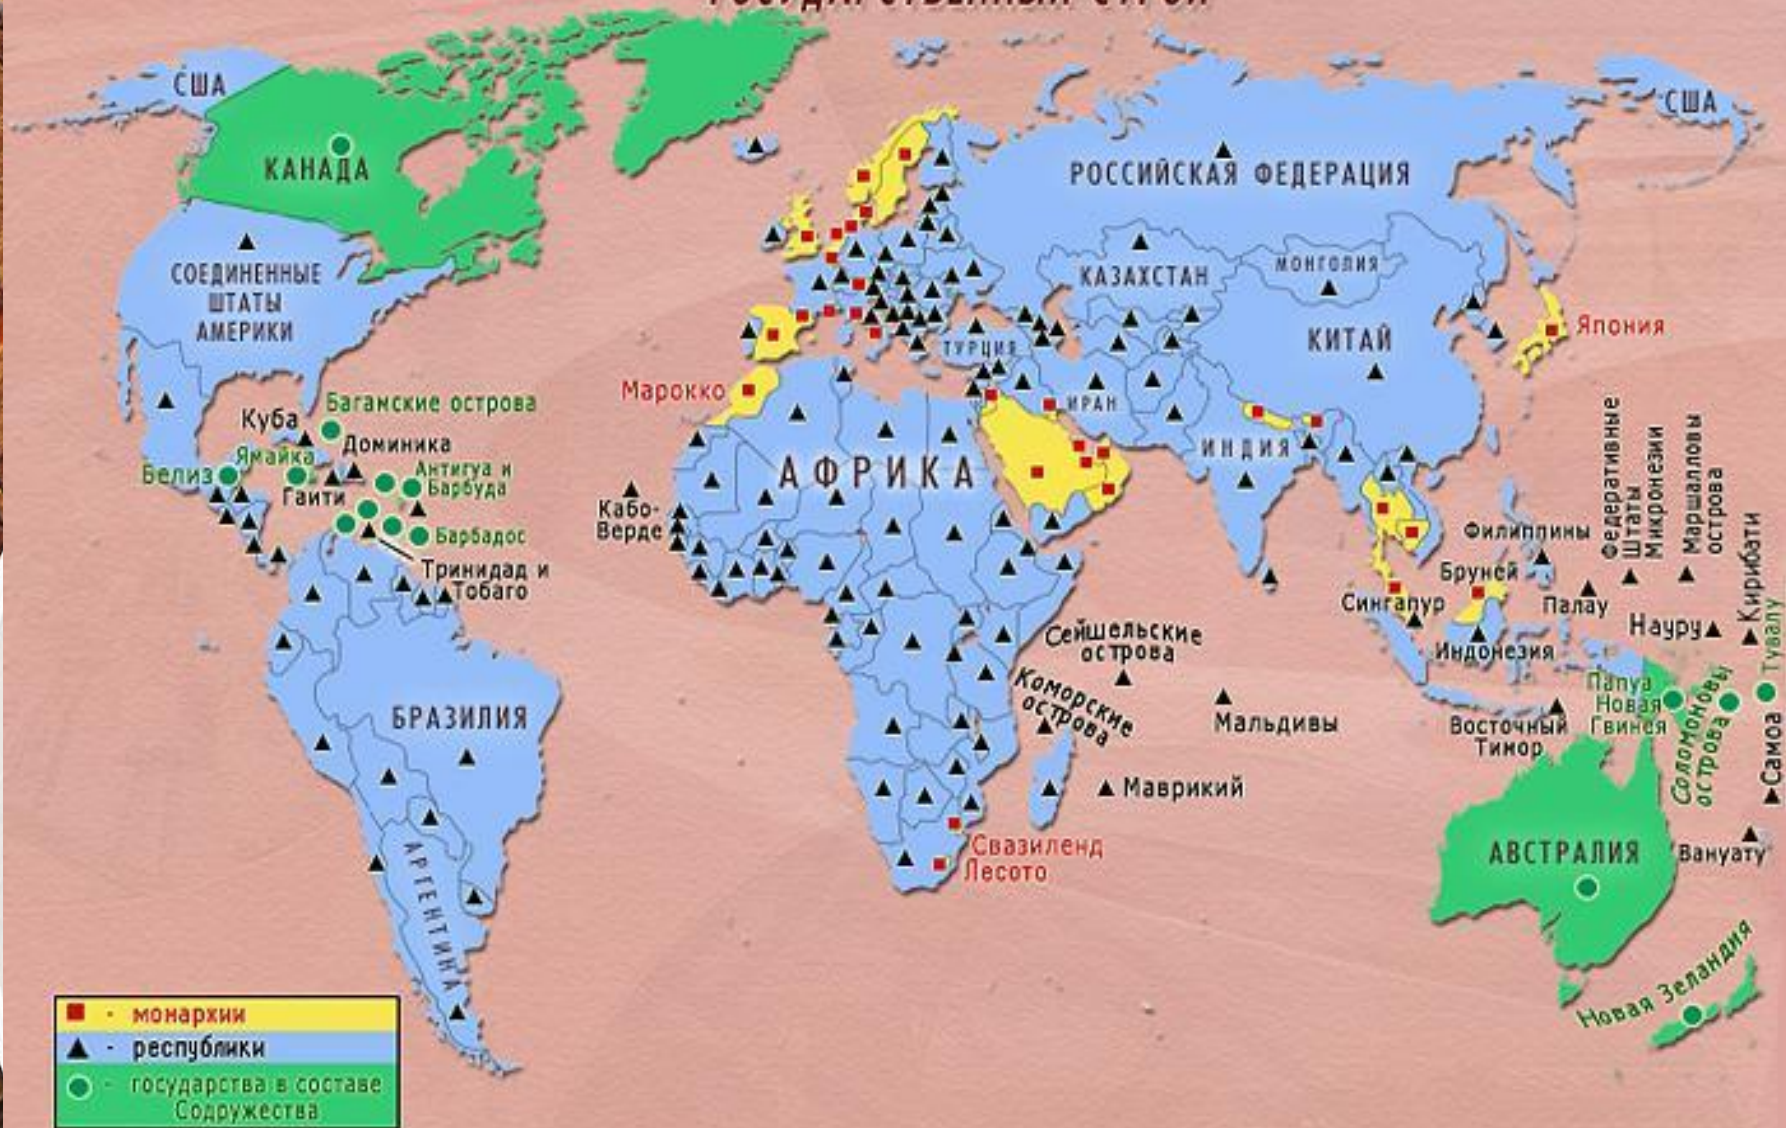 ГОСУДАРСТВЕННЫЙ СТРОЙ
США
КАНАДА
США
РОССИЙСКАЯ ФЕДЕРАЦИЯ
СОЕДИНЕННЫЕ
ШТАТЫ
АМЕРИКИ
КАЗАХСТАН
МОНГОЛИЯ
КИТАЙ
Япония
ТУРЦИЯ
Марокко
ИРАН
ИНДИЯ
АФРИКА
Багамские острова
Куба
Доминика
Ямайка
Белиз
Гаити
Антигуа и
Барбуда
Барбадос
Тринидад и
Тобаго
Кабо-
Верде
Федеративные
Штаты
Микронезии
Маршалловы
острова
Кирибати
Филиппины
Бруней
Сингапур
Палау
Науру
Тувалу
Индонезия
Сейшельские
острова
Коморские
острова
Мальдивы
Маврикий
Восточный
Тимор
Папуа
Новая
Гвинея
Соломоновы
острова
Самоа
Вануату
БРАЗИЛИЯ
АРГЕНТИНА
Свазиленд
Лесото
АВСТРАЛИЯ
Новая Зеландия
- монархии
- республики
- государства в составе
Содружества